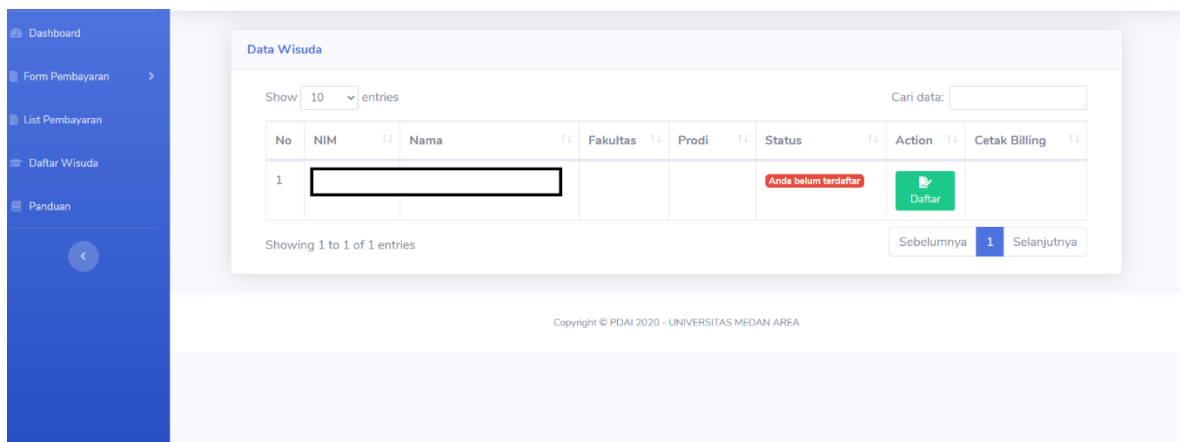 Dashboard
Form Pembayaran
List Pembayaran
Daftar Wisuda
Panduan
Data Wisuda
Show 10 entries
Cari data:
No NIM Nama Fakultas Prodi Status Action Cetak Billing
1 Anda belum terdaftar Daftar
Showing 1 to 1 of 1 entries
Sebelumnya 1 Selanjutnya
Copyright © PDAI 2020 - UNIVERSITAS MEDAN AREA